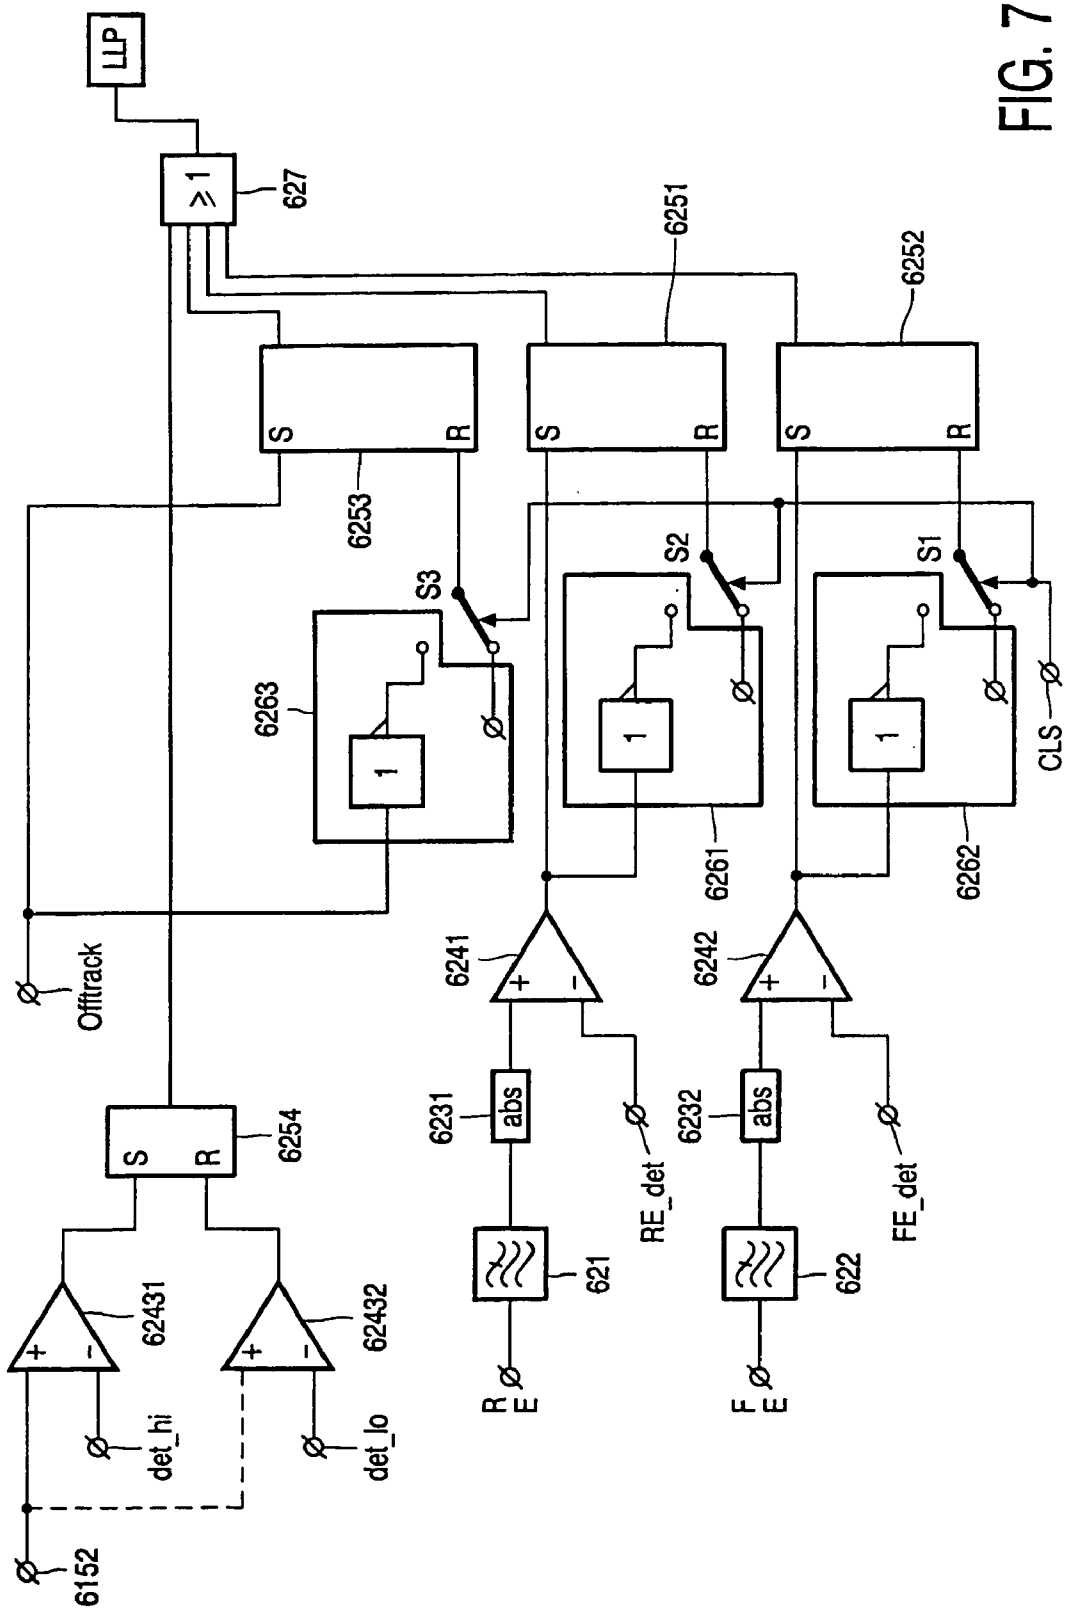 FIG. 7
LLP
≥ 1
627
Offtrack
6253
S
R
6251
S
R
6252
S
R
6263
1
S3
6261
1
S2
6262
1
S1
CLS
6254
S
R
62431
+
−
62432
+
−
det_hi
det_lo
6152
6241
+
−
6231
abs
RE_det
621
R
E
6242
+
−
6232
abs
FE_det
622
F
E